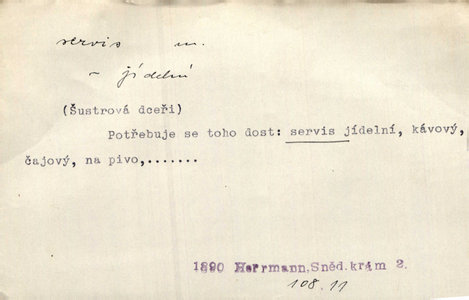 servis m.
~ jídelní
(Šustrová dceři)
Potřebuje se toho dost: servis jídelní, kávový,
čajový, na pivo,.......
1890 Herrmann,Sněd.krám 2.
108.11